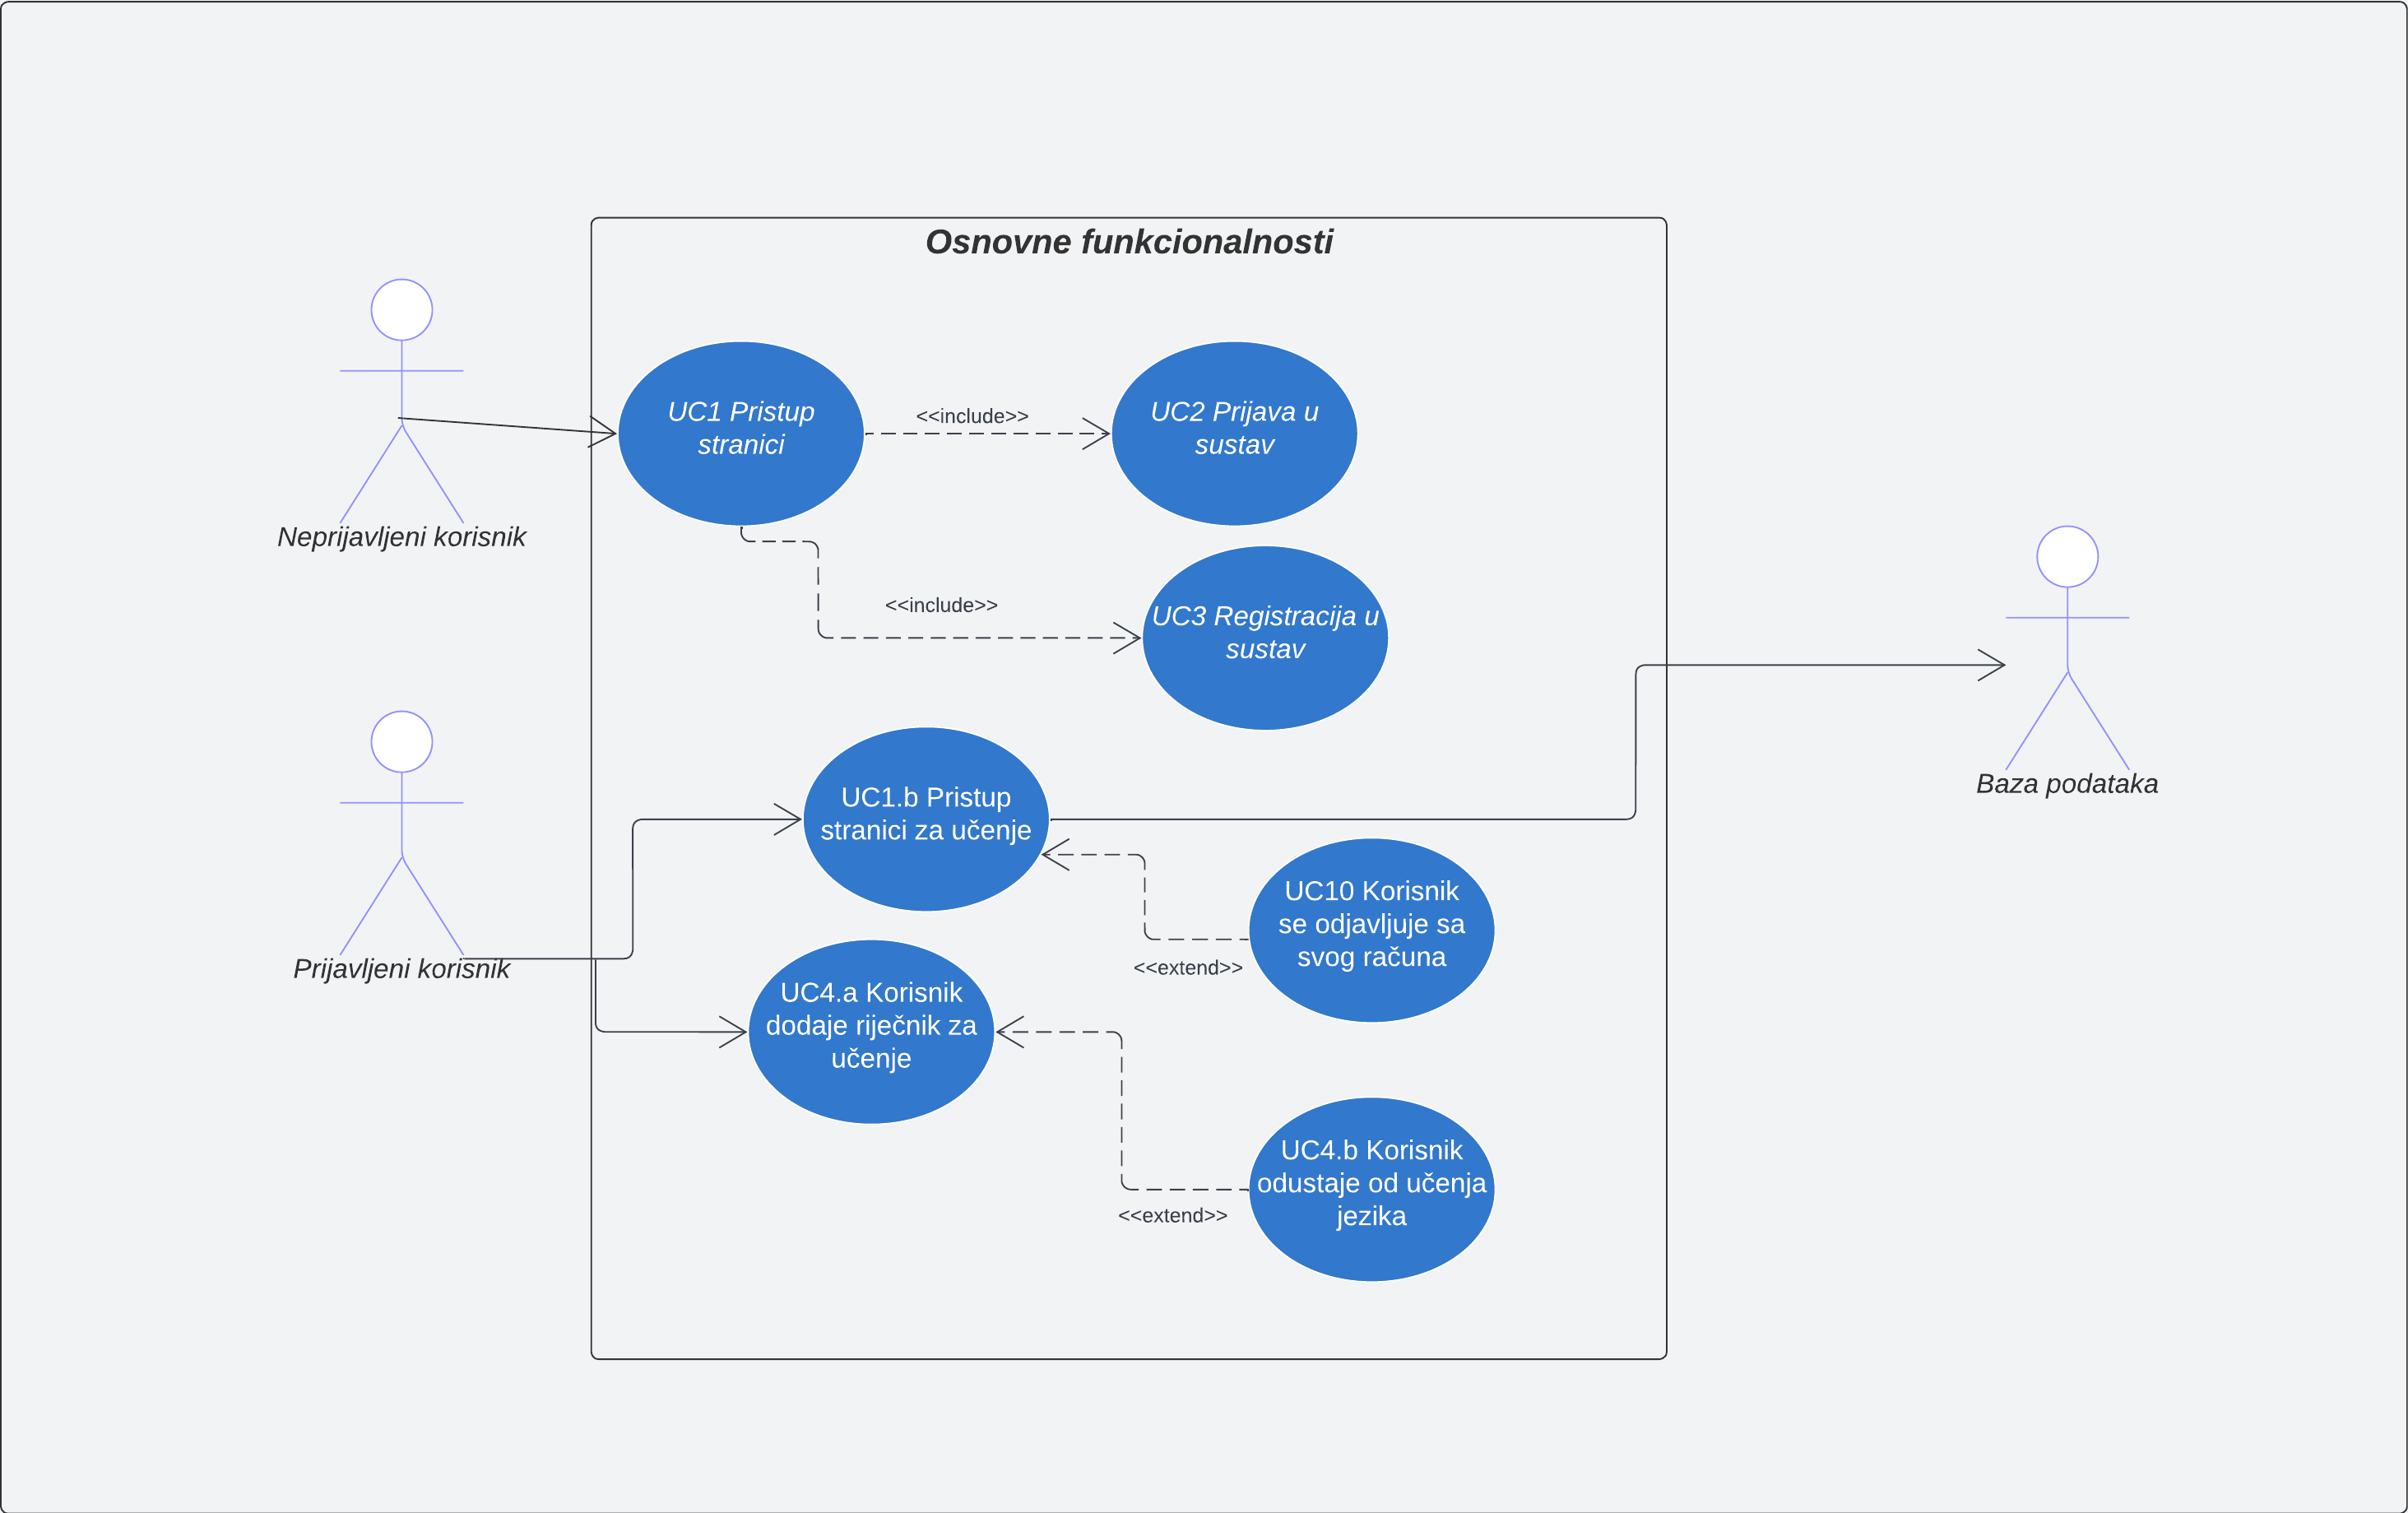 Osnovne funkcionalnosti
Neprijavljeni korisnik
UC1 Pristup
stranici
<<include>>
UC2 Prijava u
sustav
<<include>>
UC3 Registracija u
sustav
Baza podataka
Prijavljeni korisnik
UC1.b Pristup
stranici za učenje
UC10 Korisnik
se odjavljuje sa
svog računa
<<extend>>
UC4.a Korisnik
dodaje riječnik za
učenje
UC4.b Korisnik
odustaje od učenja
jezika
<<extend>>